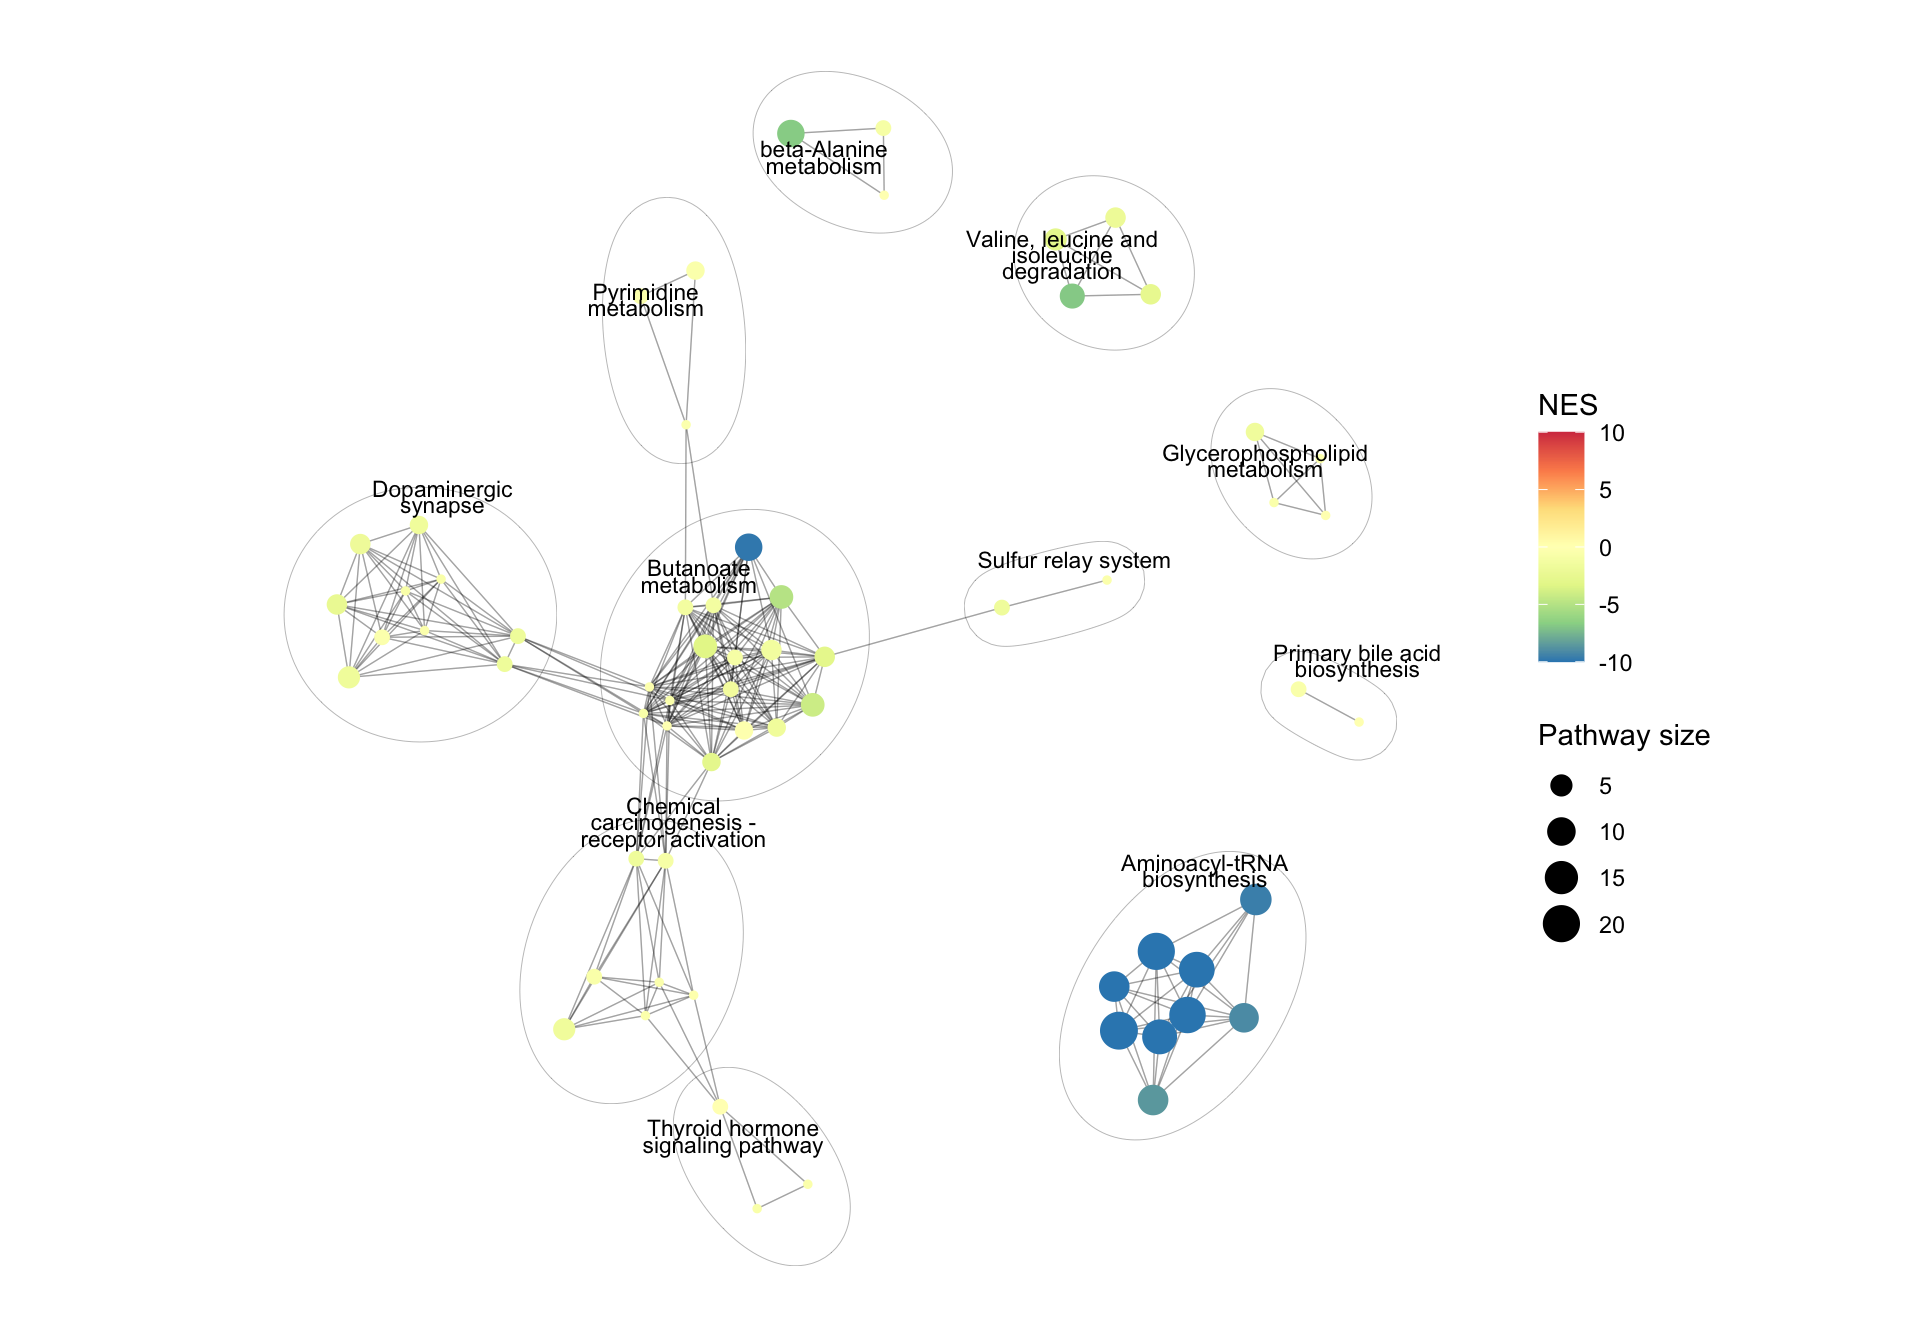 beta-Alanine
metabolism
Valine, leucine and
isoleucine
degradation
Pyrimidine
metabolism
Glycerophospholipid
metabolism
Dopaminergic
synapse
Butanoate
metabolism
Sulfur relay system
Primary bile acid
biosynthesis
Chemical
carcinogenesis -
receptor activation
Aminoacyl-tRNA
biosynthesis
Thyroid hormone
signaling pathway
NES
10
5
0
-5
-10
Pathway size
5
10
15
20